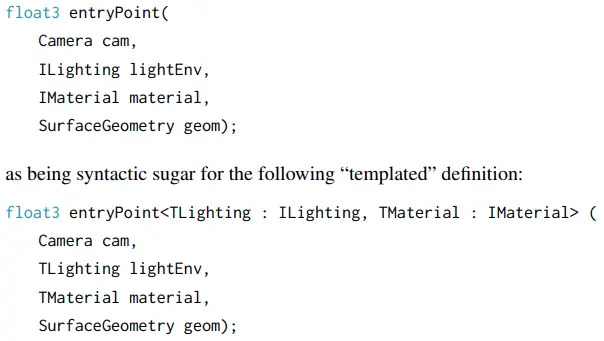 float3 entryPoint(
Camera cam,
ILighting lightEnv,
IMaterial material,
SurfaceGeometry geom);
as being syntactic sugar for the following “templated” definition:
float3 entryPoint<TLighting : ILighting, TMaterial : IMaterial> (
Camera cam,
TLighting lightEnv,
TMaterial material,
SurfaceGeometry geom);